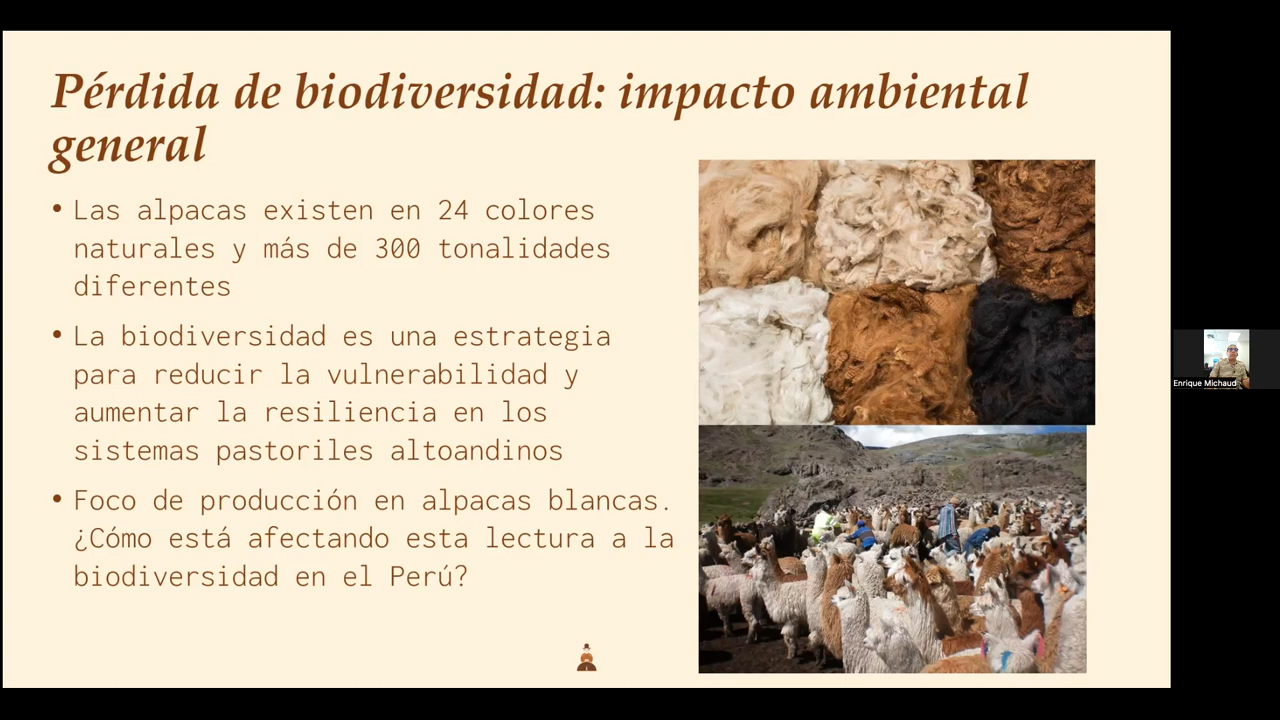 Pérdida de biodiversidad: impacto ambiental
general
• Las alpacas existen en 24 colores
naturales y más de 300 tonalidades
diferentes
• La biodiversidad es una estrategia
para reducir la vulnerabilidad y
aumentar la resiliencia en los
sistemas pastoriles altoandinos
• Foco de producción en alpacas blancas.
¿Cómo está afectando esta lectura a la
biodiversidad en el Perú?
Enrique Michaud